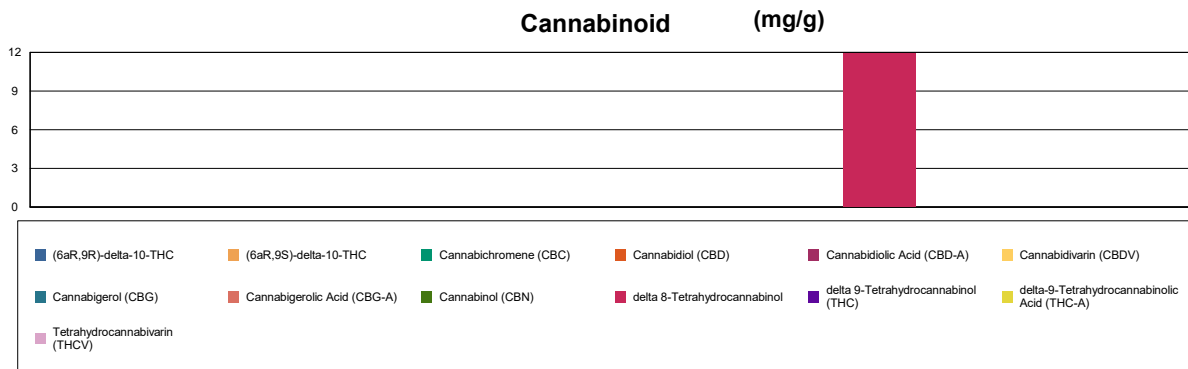 Cannabinoid (mg/g)
12
9
6
3
0
(6aR,9R)-delta-10-THC
(6aR,9S)-delta-10-THC
Cannabichromene (CBC)
Cannabidiol (CBD)
Cannabidiolic Acid (CBD-A)
Cannabidivarin (CBDV)
Cannabigerol (CBG)
Cannabigerolic Acid (CBG-A)
Cannabinol (CBN)
delta 8-Tetrahydrocannabinol
delta 9-Tetrahydrocannabinol
(THC)
delta-9-Tetrahydrocannabinolic
Acid (THC-A)
Tetrahydrocannabivarin
(THCV)